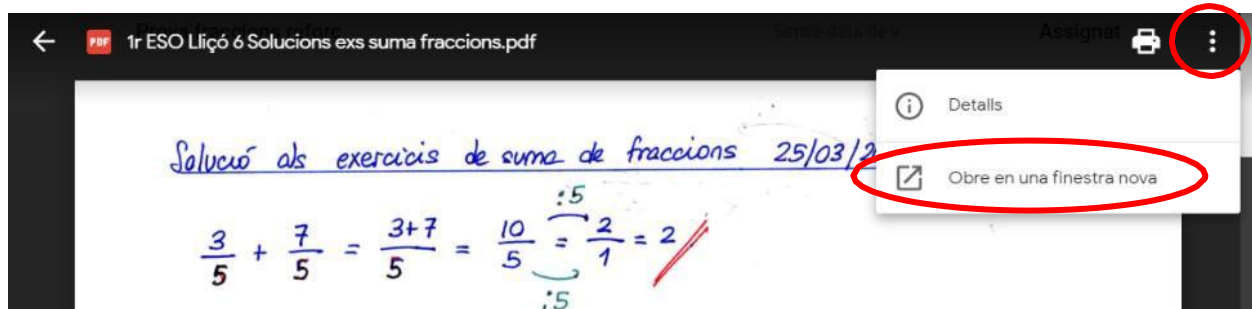 PDF 1r ESO Lliçó 6 Solucions exs suma fraccions.pdf Assignat
Detalls
Solució als exercicis de suma de fraccions 25/03/2
Obre en una finestra nova
:5
3/5 + 7/5 = 3+7/5 = 10/5 = 2/1 = 2
:5